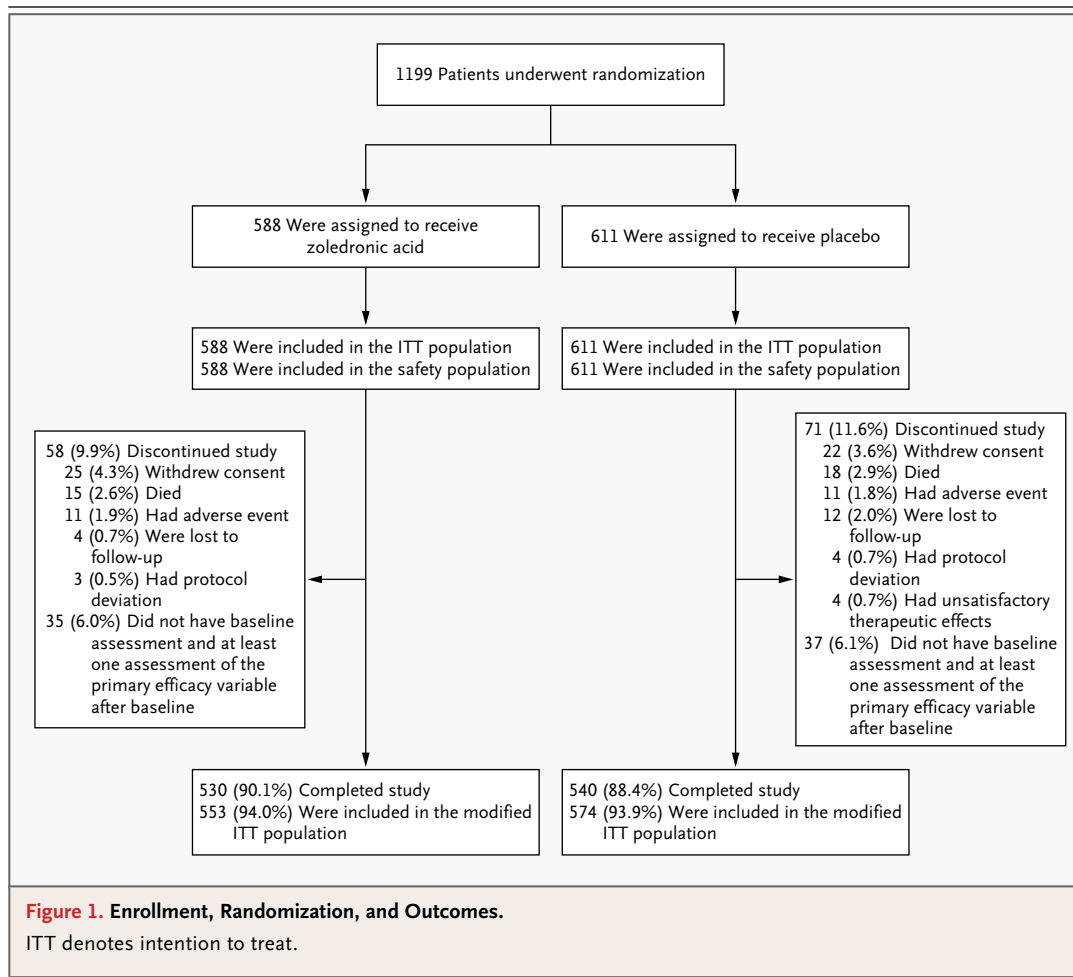 1199 Patients underwent randomization
588 Were assigned to receive
zoledronic acid
611 Were assigned to receive placebo
588 Were included in the ITT population
588 Were included in the safety population
611 Were included in the ITT population
611 Were included in the safety population
58 (9.9%) Discontinued study
25 (4.3%) Withdrew consent
15 (2.6%) Died
11 (1.9%) Had adverse event
4 (0.7%) Were lost to
follow-up
3 (0.5%) Had protocol
deviation
35 (6.0%) Did not have baseline
assessment and at least
one assessment of the
primary efficacy variable
after baseline
71 (11.6%) Discontinued study
22 (3.6%) Withdrew consent
18 (2.9%) Died
11 (1.8%) Had adverse event
12 (2.0%) Were lost to
follow-up
4 (0.7%) Had protocol
deviation
4 (0.7%) Had unsatisfactory
therapeutic effects
37 (6.1%) Did not have baseline
assessment and at least
one assessment of the
primary efficacy variable
after baseline
530 (90.1%) Completed study
553 (94.0%) Were included in the modified
ITT population
540 (88.4%) Completed study
574 (93.9%) Were included in the modified
ITT population
Figure 1. Enrollment, Randomization, and Outcomes.
ITT denotes intention to treat.